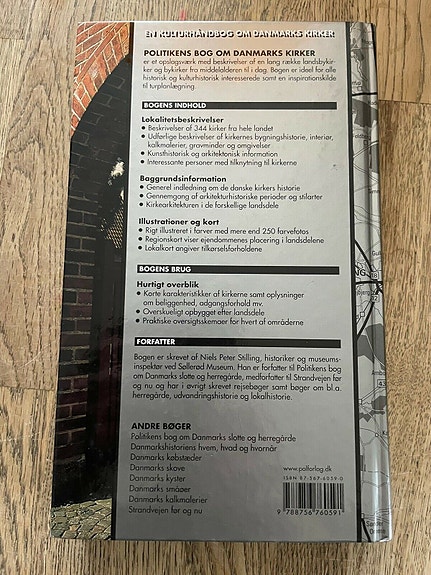 EN KULTURHÅNDBOG OM DANMARKS KIRKER
POLITIKENS BOG OM DANMARKS KIRKER
er et opslagsværk med beskrivelser af en lang række landsbykir-
ker og bykirker fra middelalderen til i dag. Bogen er ideel for alle
historisk og kulturhistorisk interesserede samt en inspirationskilde
til turplanlægning.
BOGENS INDHOLD
Lokalitetsbeskrivelser
• Beskrivelser af 344 kirker fra hele landet
• Udførlige beskrivelser af kirkernes bygningshistorie, interiør,
kalkmalerier, gravminder og omgivelser
• Kunsthistorisk og arkitektonisk information
• Interessante personer med tilknytning til kirkerne
Baggrundsinformation
• Generel indledning om de danske kirkers historie
• Gennemgang af arkitekturhistoriske perioder og stilarter
• Kirkearkitekturen i de forskellige landsdele
Illustrationer og kort
• Rigt illustreret i farver med mere end 250 farvefotos
• Regionskort viser ejendommenes placering i landsdelene
• Lokalkort angiver tilkørselsforholdene
BOGENS BRUG
Hurtigt overblik
• Korte karakteristikker af kirkerne samt oplysninger
om beliggenhed, adgangsforhold mv.
• Overskueligt opbygget efter landsdele
• Praktiske oversigtsskemaer for hvert af områderne
FORFATTER
Bogen er skrevet af Niels Peter Stilling, historiker og museums-
inspektør ved Søllerød Museum. Han er forfatter til Politikens bog
om Danmarks slotte og herregårde, medforfatter til Strandvejen før
og nu og har i øvrigt skrevet rejsebøger samt bøger om bl.a.
herregårde, udvandringshistorie og lokalhistorie.
ANDRE BØGER
Politikens bog om Danmarks slotte og herregårde
Danmarkshistoriens hvem, hvad og hvornår
Danmarks købstæder
Danmarks skove
Danmarks kyster
Danmarks småøer
Danmarks kalkmalerier
Strandvejen før og nu
www.polforlag.dk
ISBN 87-567-6059-0
9 788756 760591